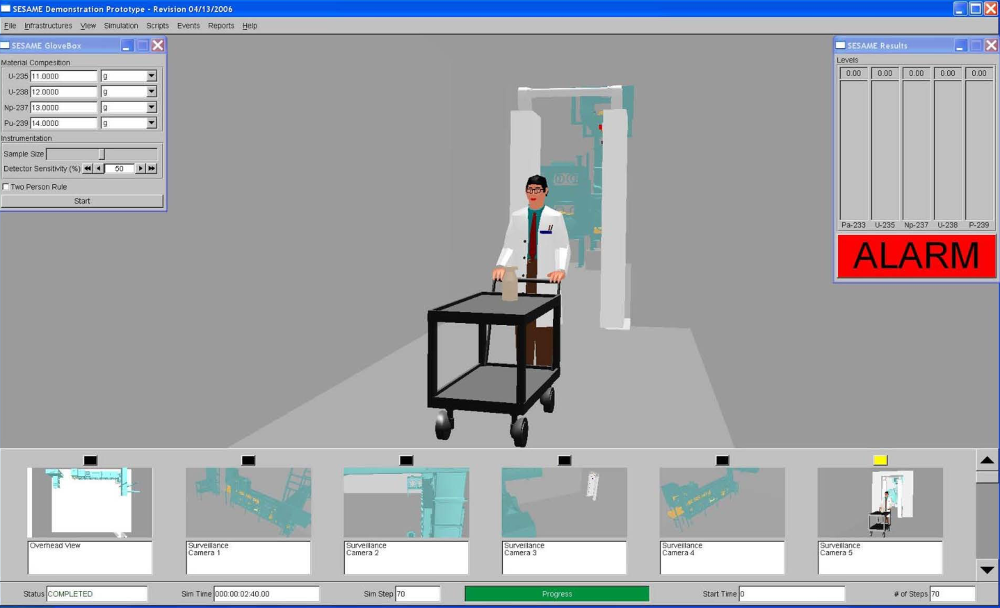 SESAME Demonstration Prototype - Revision 04/13/2006
File Infrastructures View Simulation Scripts Events Reports Help
SESAME GloveBox
Material Composition
U-235 11.0000 g
U-238 12.0000 g
Np-237 13.0000 g
Pu-239 14.0000 g
Instrumentation
Sample Size
Detector Sensitivity (%) 50
Two Person Rule
Start
SESAME Results
Levels
0.00 0.00 0.00 0.00 0.00
Pa-233 U-235 Np-237 U-238 P-239
ALARM
Overhead View
Surveillance
Camera 1
Surveillance
Camera 2
Surveillance
Camera 3
Surveillance
Camera 4
Surveillance
Camera 5
Status COMPLETED Sim Time 000:00:02:40.00 Sim Step 70 Progress Start Time 0 # of Steps 70